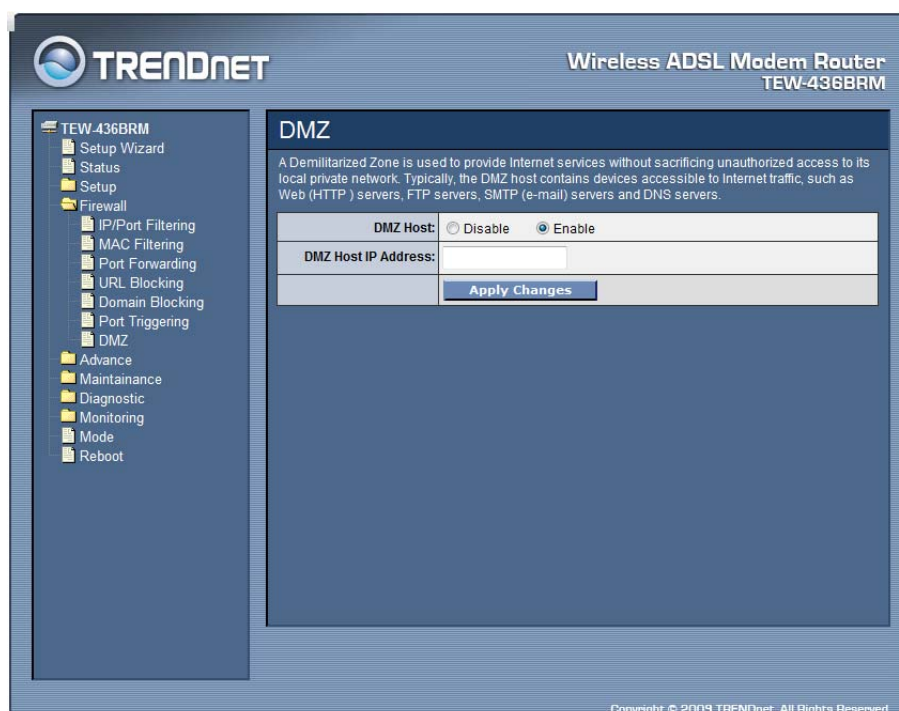 TRENDNET
Wireless ADSL Modem Router
TEW-436BRM
TEW-436BRM
Setup Wizard
Status
Setup
Firewall
IP/Port Filtering
MAC Filtering
Port Forwarding
URL Blocking
Domain Blocking
Port Triggering
DMZ
Advance
Maintainance
Diagnostic
Monitoring
Mode
Reboot
DMZ
A Demilitarized Zone is used to provide Internet services without sacrificing unauthorized access to its
local private network. Typically, the DMZ host contains devices accessible to Internet traffic, such as
Web (HTTP ) servers, FTP servers, SMTP (e-mail) servers and DNS servers.
DMZ Host: Disable Enable
DMZ Host IP Address:
Apply Changes
Copyright © 2009 TRENDnet. All Rights Reserved